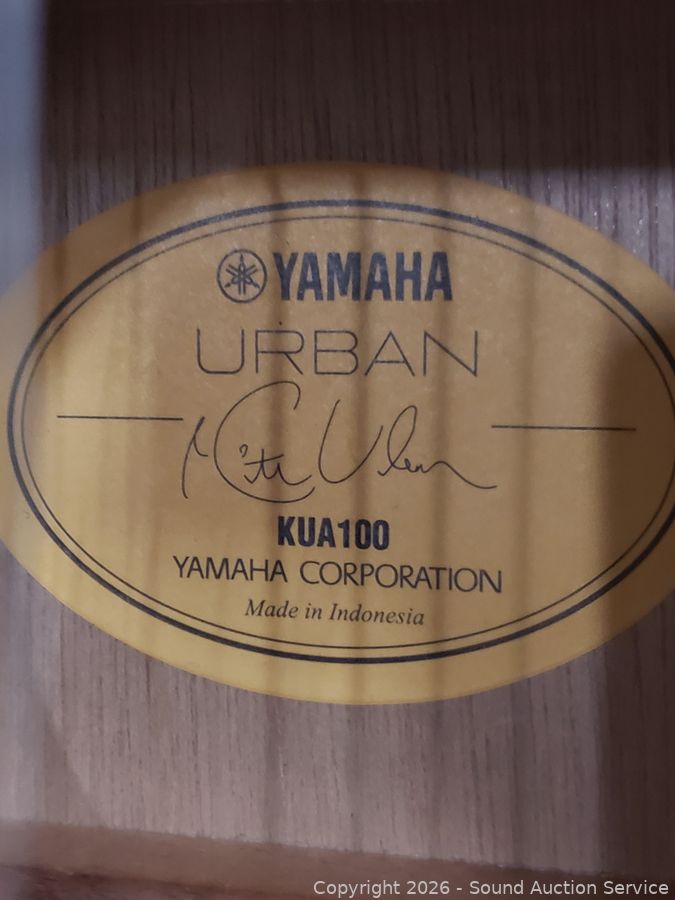 YAMAHA
URBAN
KUA100
YAMAHA CORPORATION
Made in Indonesia
Copyright 2026 - Sound Auction Service